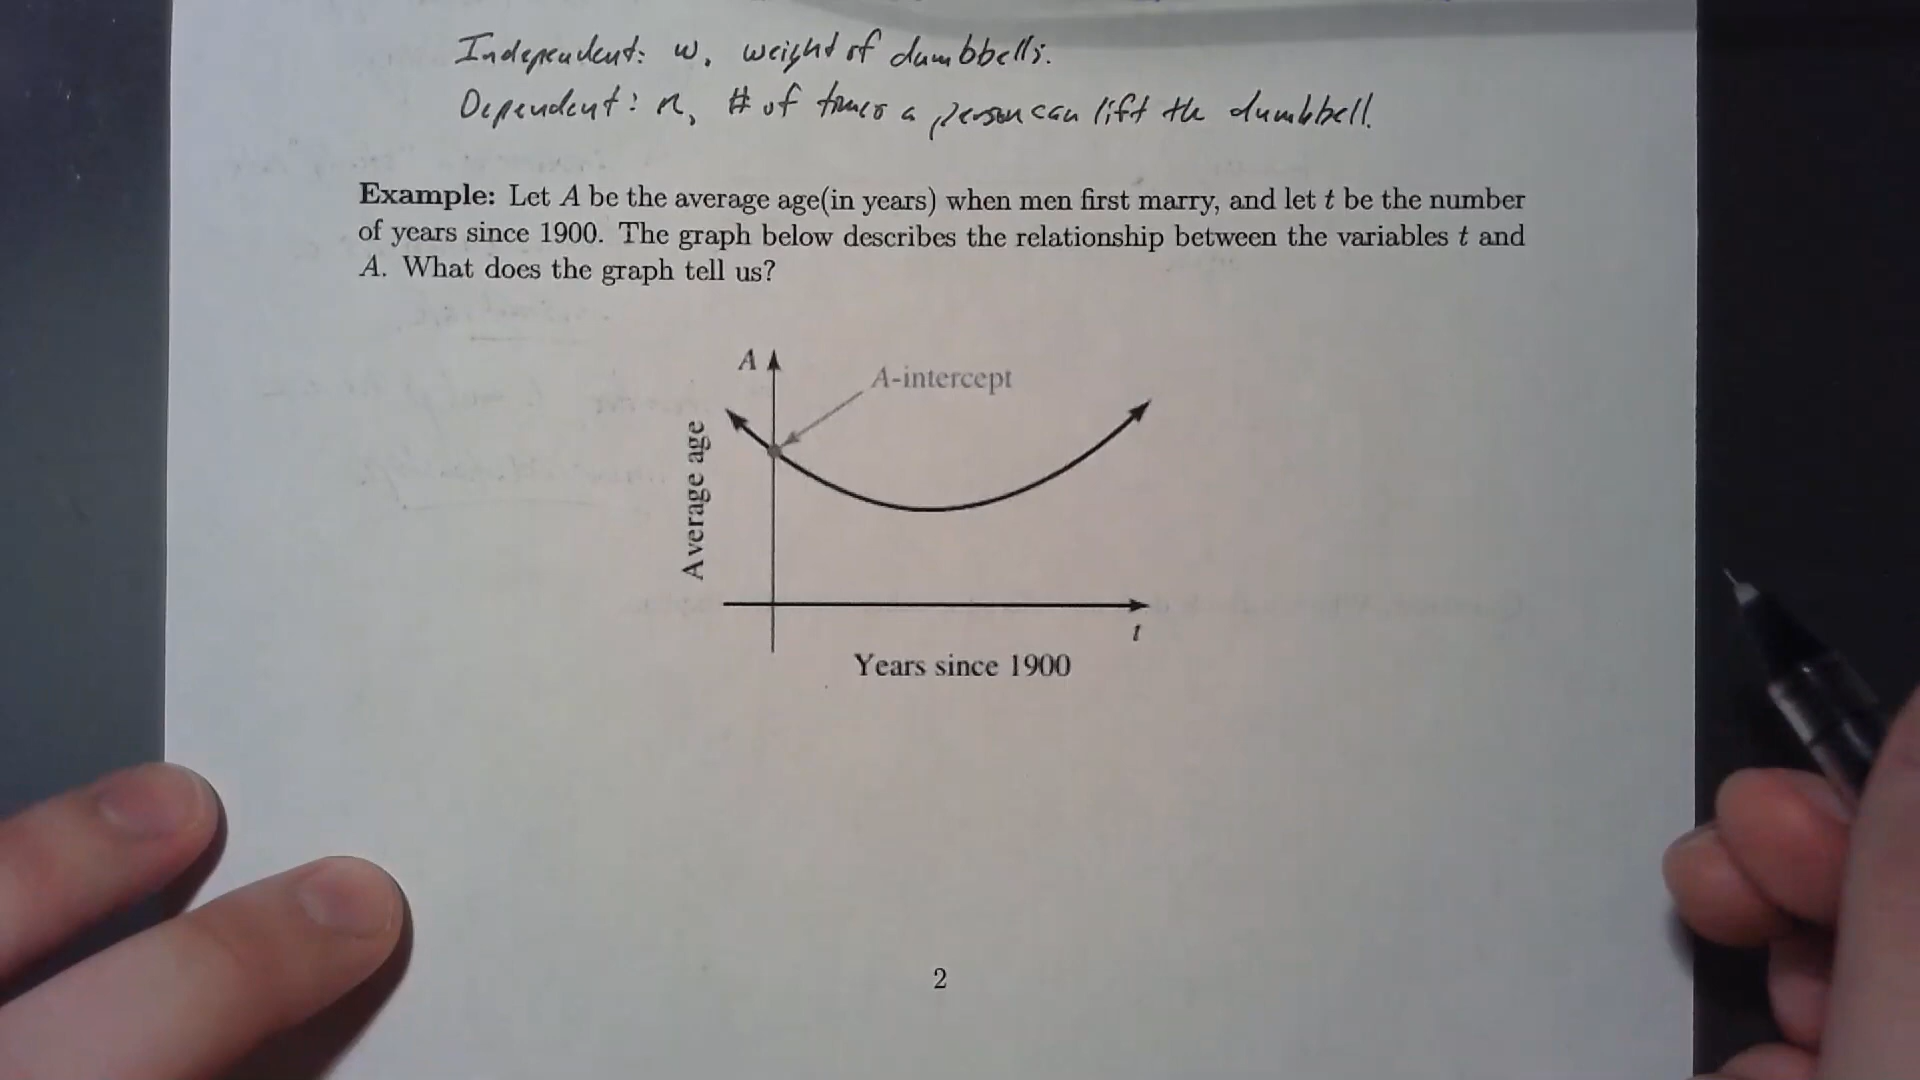 Independent: w, weight of dumbbells.
Dependent: n, # of times a person can lift the dumbbell.
Example: Let A be the average age(in years) when men first marry, and let t be the number
of years since 1900. The graph below describes the relationship between the variables t and
A. What does the graph tell us?
A
A-intercept
Average age
t
Years since 1900
2